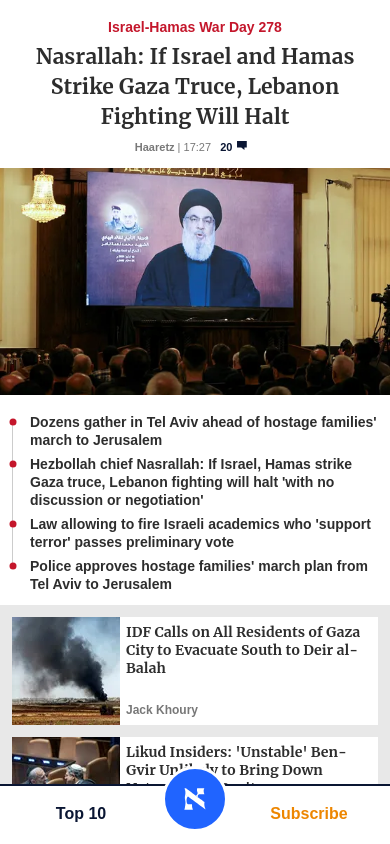 Israel-Hamas War Day 278
Nasrallah: If Israel and Hamas
Strike Gaza Truce, Lebanon
Fighting Will Halt
Haaretz | 17:27 20
Dozens gather in Tel Aviv ahead of hostage families'
march to Jerusalem
Hezbollah chief Nasrallah: If Israel, Hamas strike
Gaza truce, Lebanon fighting will halt 'with no
discussion or negotiation'
Law allowing to fire Israeli academics who 'support
terror' passes preliminary vote
Police approves hostage families' march plan from
Tel Aviv to Jerusalem
IDF Calls on All Residents of Gaza
City to Evacuate South to Deir al-
Balah
Jack Khoury
Likud Insiders: 'Unstable' Ben-
Gvir Unlikely to Bring Down
Top 10
Subscribe